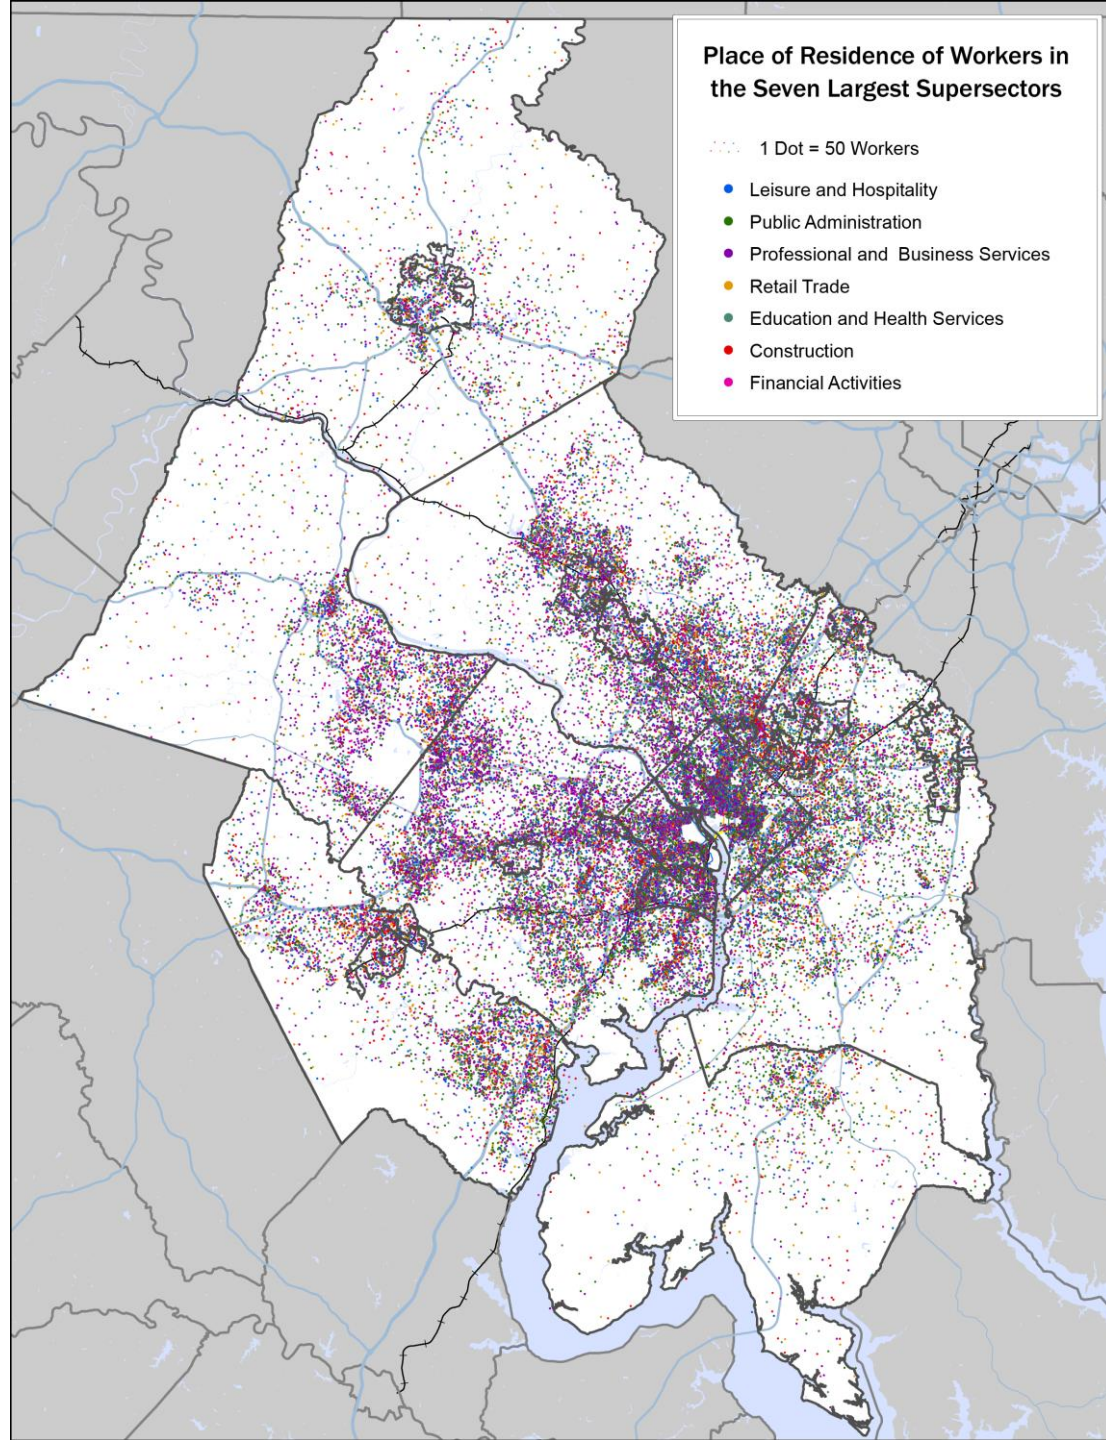 Place of Residence of Workers in
the Seven Largest Supersectors
1 Dot = 50 Workers
Leisure and Hospitality
Public Administration
Professional and Business Services
Retail Trade
Education and Health Services
Construction
Financial Activities